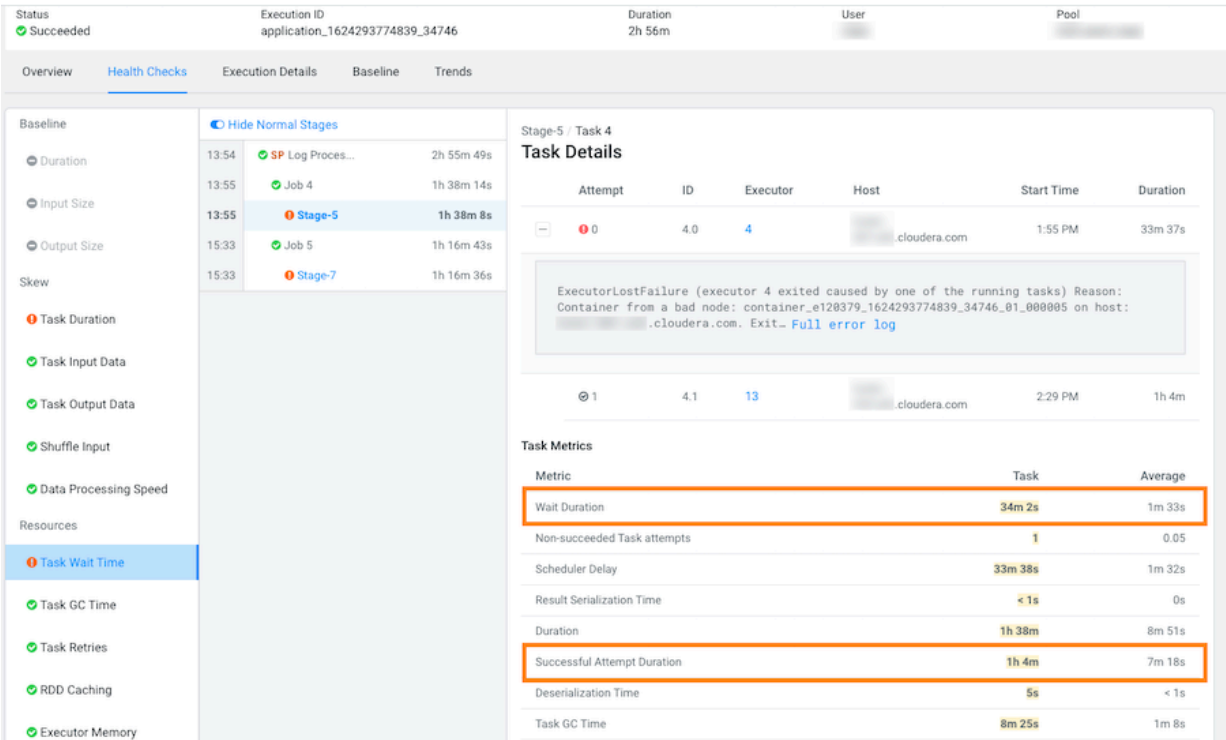 Status Execution ID Duration User Pool
Succeeded application_1624293774839_34746 2h 56m
Overview Health Checks Execution Details Baseline Trends
Baseline
Duration
Input Size
Output Size
Skew
Task Duration
Task Input Data
Task Output Data
Shuffle Input
Data Processing Speed
Resources
Task Wait Time
Task GC Time
Task Retries
RDD Caching
Executor Memory
Hide Normal Stages
13:54 SP Log Proces... 2h 55m 49s
13:55 Job 4 1h 38m 14s
13:55 Stage-5 1h 38m 8s
15:33 Job 5 1h 16m 43s
15:33 Stage-7 1h 16m 36s
Stage-5 / Task 4
Task Details
Attempt ID Executor Host Start Time Duration
0 4.0 4 .cloudera.com 1:55 PM 33m 37s
ExecutorLostFailure (executor 4 exited caused by one of the running tasks) Reason:
Container from a bad node: container_e120379_1624293774839_34746_01_000005 on host:
.cloudera.com. Exit… Full error log
1 4.1 13 .cloudera.com 2:29 PM 1h 4m
Task Metrics
Metric Task Average
Wait Duration 34m 2s 1m 33s
Non-succeeded Task attempts 1 0.05
Scheduler Delay 33m 38s 1m 32s
Result Serialization Time < 1s 0s
Duration 1h 38m 8m 51s
Successful Attempt Duration 1h 4m 7m 18s
Deserialization Time 5s < 1s
Task GC Time 8m 25s 1m 8s